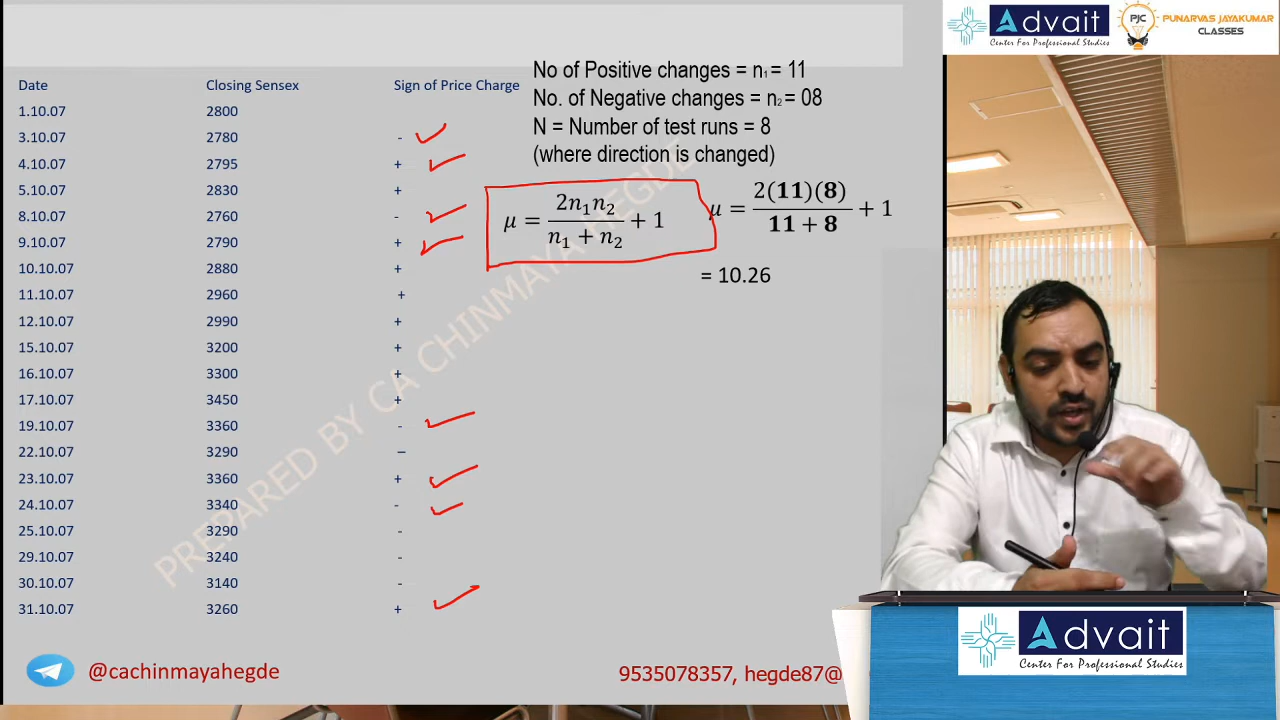 Date Closing Sensex Sign of Price Charge
1.10.07 2800
3.10.07 2780 -
4.10.07 2795 +
5.10.07 2830 +
8.10.07 2760 -
9.10.07 2790 +
10.10.07 2880 +
11.10.07 2960 +
12.10.07 2990 +
15.10.07 3200 +
16.10.07 3300 +
17.10.07 3450 +
19.10.07 3360 -
22.10.07 3290 –
23.10.07 3360 +
24.10.07 3340 -
25.10.07 3290 -
29.10.07 3240 -
30.10.07 3140 -
31.10.07 3260 +
No of Positive changes = n₁ = 11
No. of Negative changes = n₂ = 08
N = Number of test runs = 8
(where direction is changed)
μ = 2n₁n₂ / n₁ + n₂ + 1
μ = 2(11)(8) / 11 + 8 + 1
= 10.26
PREPARED BY CA CHINMAYA HEGDE
@cachinmayahegde
9535078357, hegde87@
Advait
Center For Professional Studies
PJC
PUNARVAS JAYAKUMAR
CLASSES
Advait
Center For Professional Studies